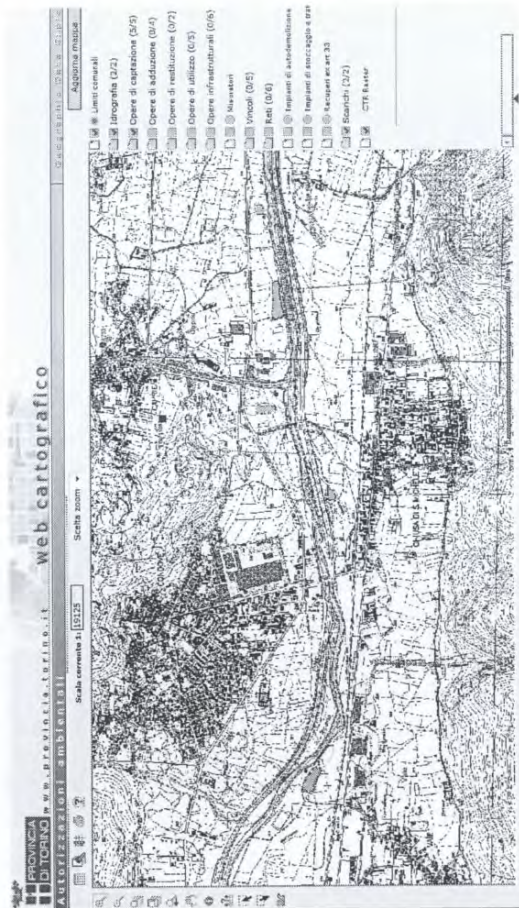 PROVINCIA
DI TORINO
www.provincia.torino.it
web cartografico
Autorizzazioni ambientali
Scala corrente 1: 19125
Scelta zoom
Aggiorna mappa
Limiti comunali
Idrografia (2/2)
Opere di captazione (5/5)
Opere di adduzione (0/4)
Opere di restituzione (0/2)
Opere di utilizzo (0/5)
Opere infrastrutturali (0/6)
Misuratori
Vincoli (0/5)
Reti (0/6)
Impianti di autodemolizione
Impianti di stoccaggio e trat
Recuperi ex art 33
Scarichi (2/2)
CTR Raster